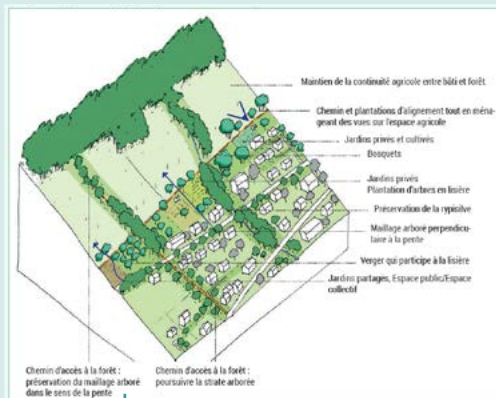 Maintien de la continuité agricole entre bâti et forêt
Chemin et plantations d'alignement tout en ména-
geant des vues sur l'espace agricole
Jardins privés et cultivés
Bosquets
Jardins privés
Plantation d'arbres en lisière
Préservation de la rypisilve
Maillage arboré perpendicu-
laire à la pente
Verger qui participe à la lisière
Jardins partagés, Espace public/Espace
collectif
Chemin d'accès à la forêt :
préservation du maillage arboré
dans le sens de la pente
Chemin d'accès à la forêt :
poursuivre la strate arborée